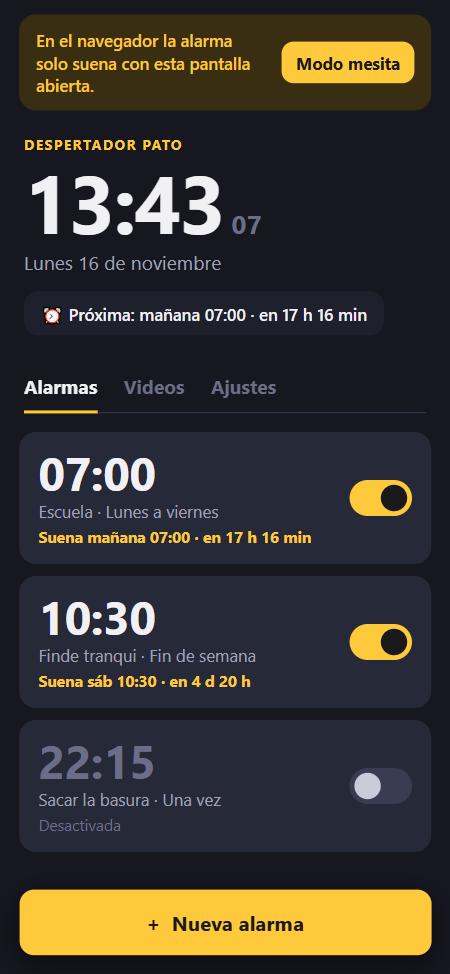 En el navegador la alarma
solo suena con esta pantalla
abierta.
Modo mesita
DESPERTADOR PATO
13:43 07
Lunes 16 de noviembre
⏰ Próxima: mañana 07:00 · en 17 h 16 min
Alarmas Videos Ajustes
07:00
Escuela · Lunes a viernes
Suena mañana 07:00 · en 17 h 16 min
10:30
Finde tranqui · Fin de semana
Suena sáb 10:30 · en 4 d 20 h
22:15
Sacar la basura · Una vez
Desactivada
+ Nueva alarma